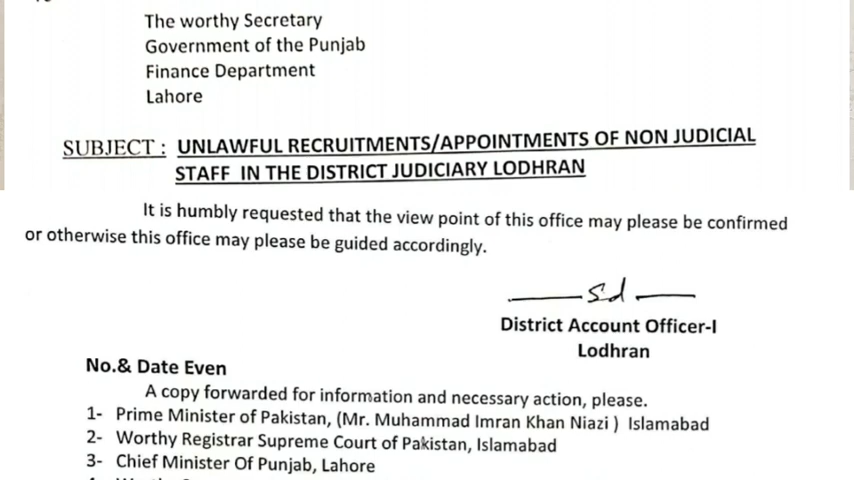 The worthy Secretary
Government of the Punjab
Finance Department
Lahore
SUBJECT : UNLAWFUL RECRUITMENTS/APPOINTMENTS OF NON JUDICIAL
STAFF IN THE DISTRICT JUDICIARY LODHRAN
It is humbly requested that the view point of this office may please be confirmed
or otherwise this office may please be guided accordingly.
sd
District Account Officer-I
Lodhran
No.& Date Even
A copy forwarded for information and necessary action, please.
1- Prime Minister of Pakistan, (Mr. Muhammad Imran Khan Niazi ) Islamabad
2- Worthy Registrar Supreme Court of Pakistan, Islamabad
3- Chief Minister Of Punjab, Lahore